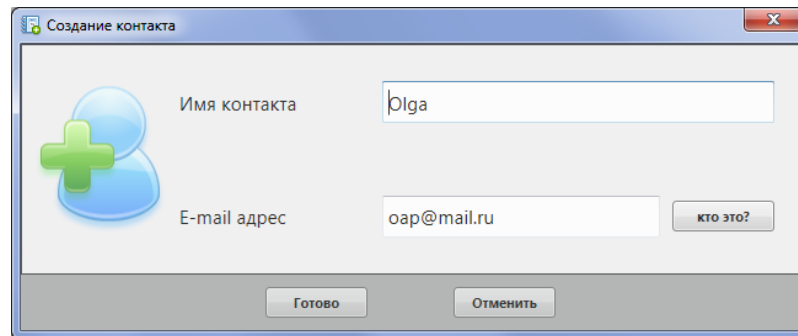 Создание контакта
Имя контакта Olga
E-mail адрес oap@mail.ru кто это?
Готово Отменить